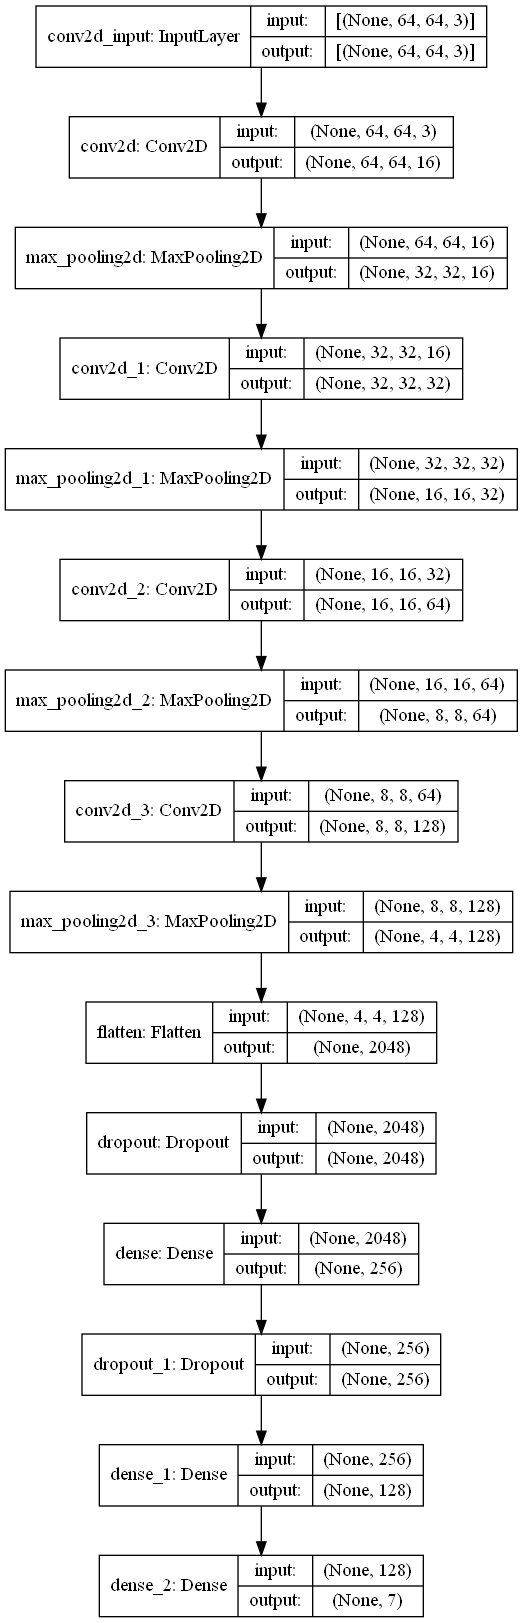 conv2d_input: InputLayer
input: [(None, 64, 64, 3)]
output: [(None, 64, 64, 3)]
conv2d: Conv2D
input: (None, 64, 64, 3)
output: (None, 64, 64, 16)
max_pooling2d: MaxPooling2D
input: (None, 64, 64, 16)
output: (None, 32, 32, 16)
conv2d_1: Conv2D
input: (None, 32, 32, 16)
output: (None, 32, 32, 32)
max_pooling2d_1: MaxPooling2D
input: (None, 32, 32, 32)
output: (None, 16, 16, 32)
conv2d_2: Conv2D
input: (None, 16, 16, 32)
output: (None, 16, 16, 64)
max_pooling2d_2: MaxPooling2D
input: (None, 16, 16, 64)
output: (None, 8, 8, 64)
conv2d_3: Conv2D
input: (None, 8, 8, 64)
output: (None, 8, 8, 128)
max_pooling2d_3: MaxPooling2D
input: (None, 8, 8, 128)
output: (None, 4, 4, 128)
flatten: Flatten
input: (None, 4, 4, 128)
output: (None, 2048)
dropout: Dropout
input: (None, 2048)
output: (None, 2048)
dense: Dense
input: (None, 2048)
output: (None, 256)
dropout_1: Dropout
input: (None, 256)
output: (None, 256)
dense_1: Dense
input: (None, 256)
output: (None, 128)
dense_2: Dense
input: (None, 128)
output: (None, 7)